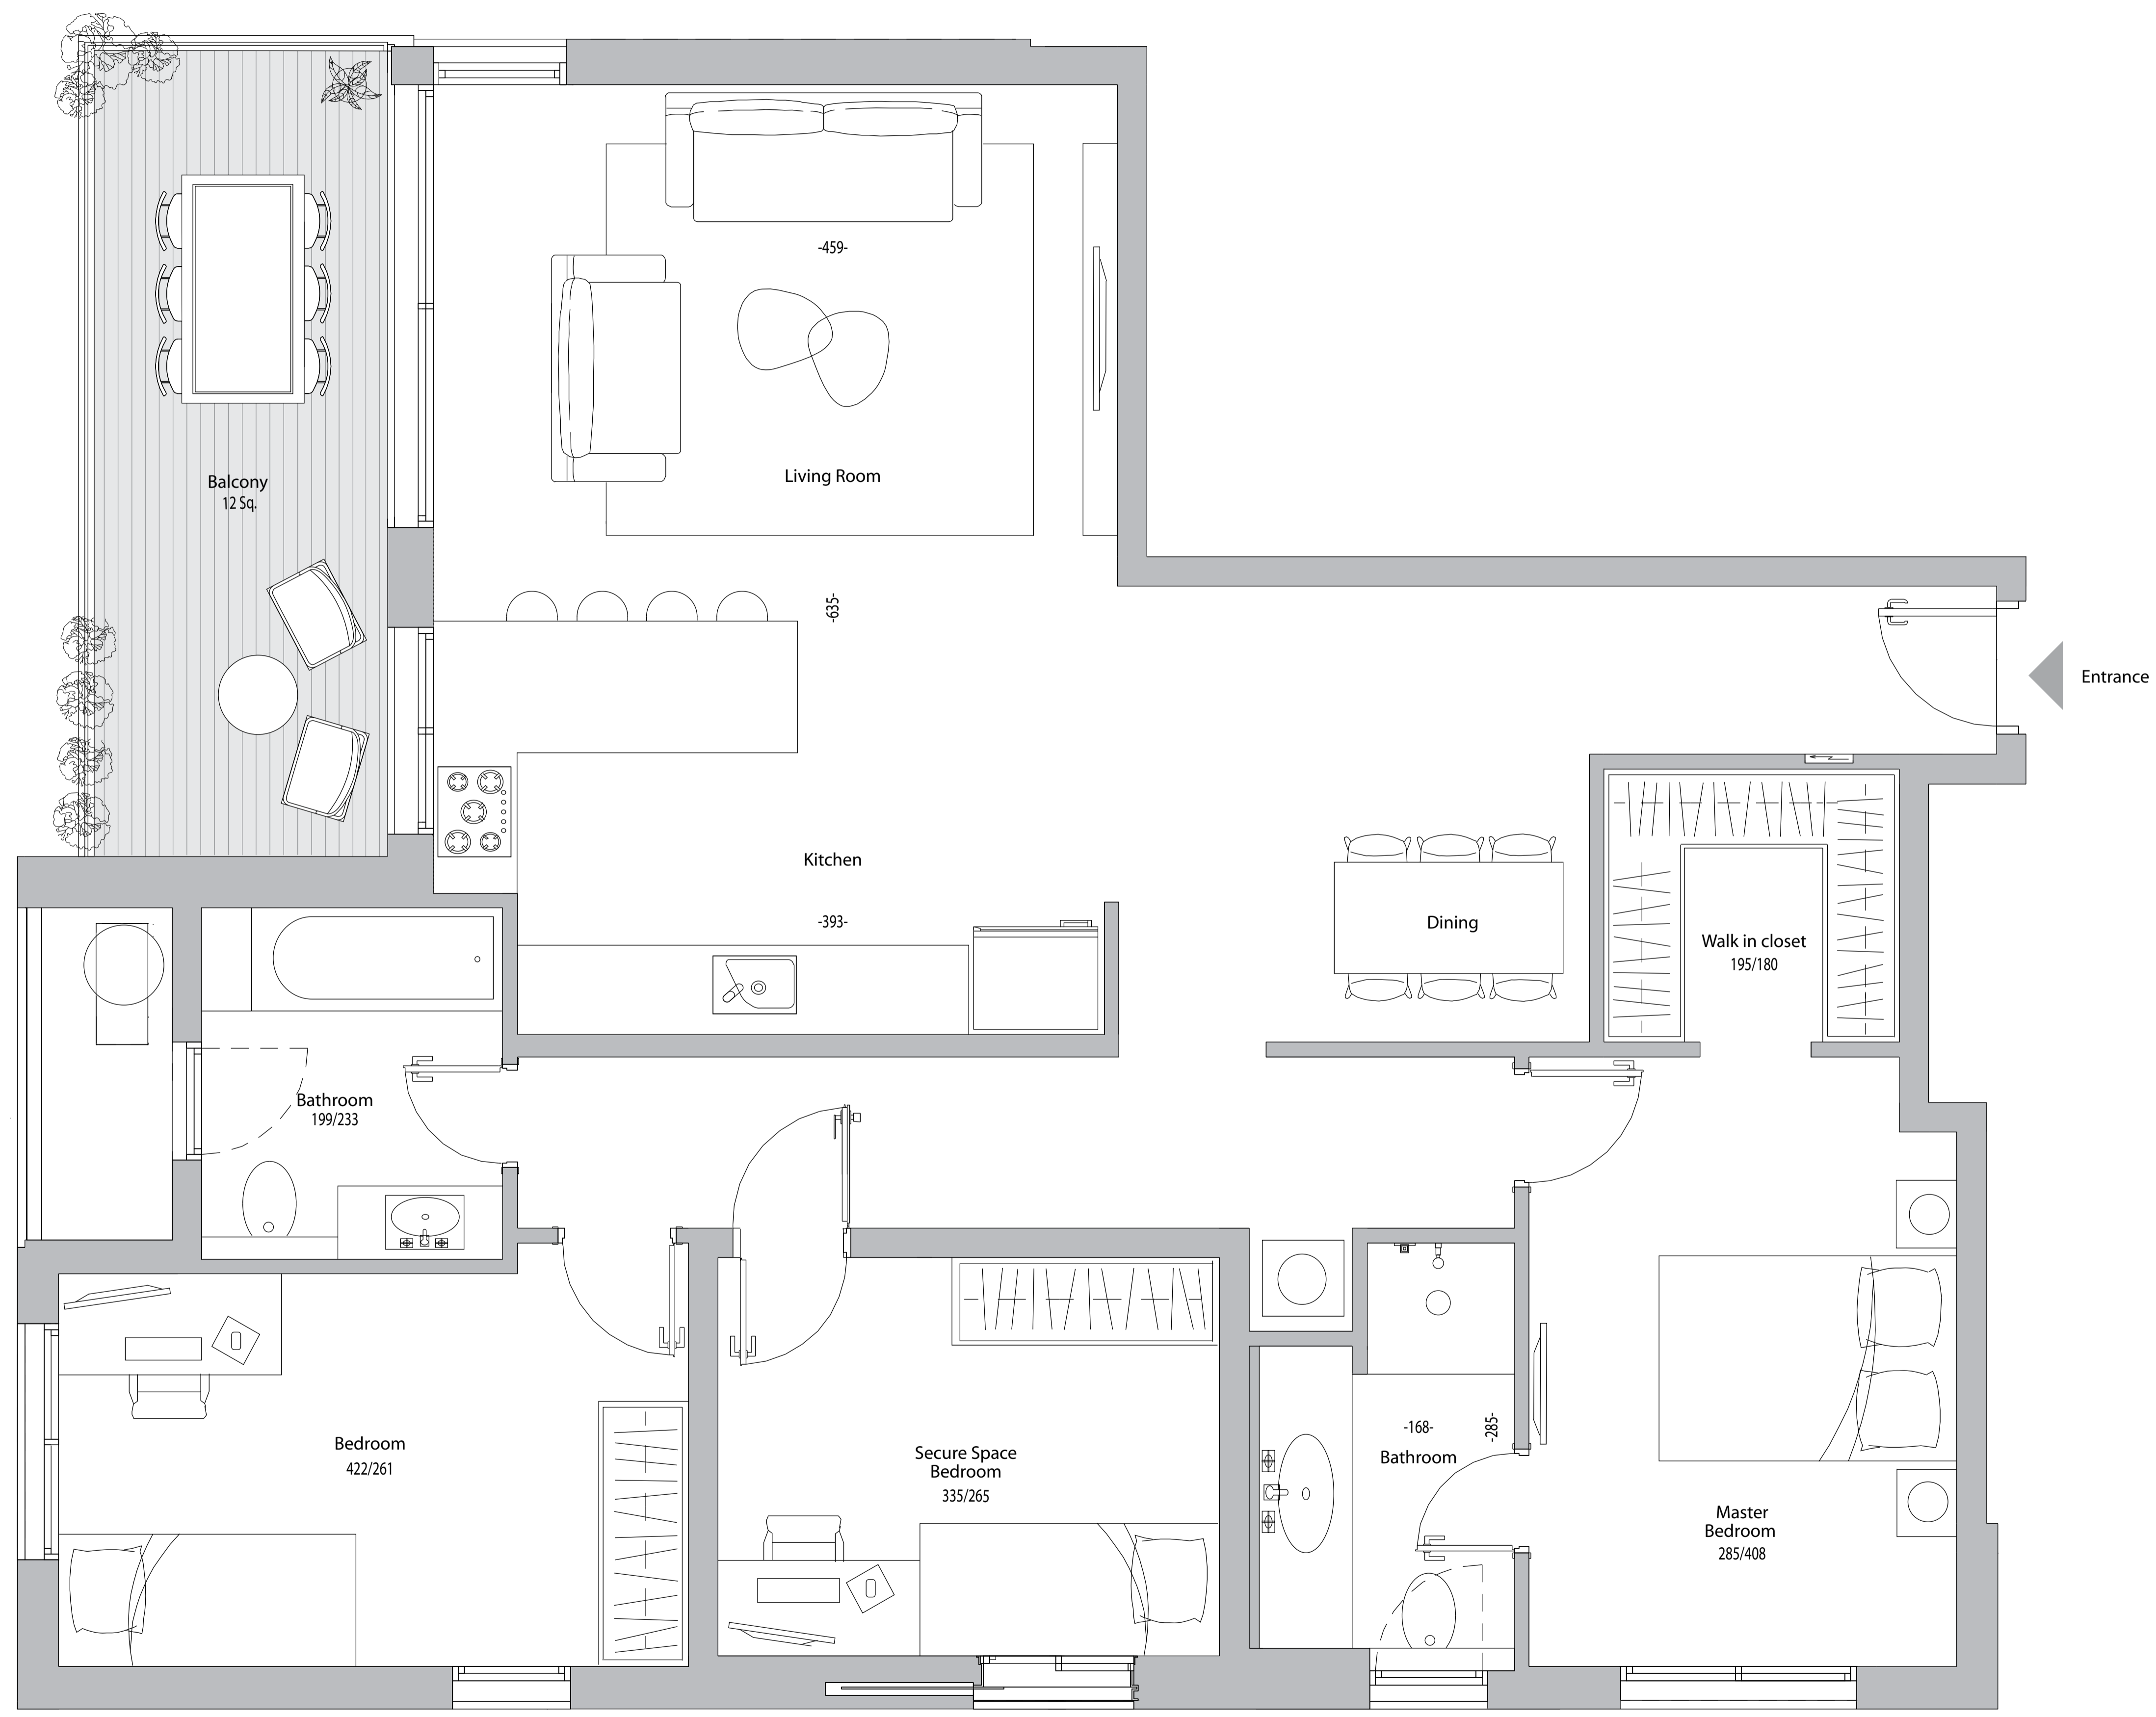 -459-
Living Room
Balcony
12 Sq.
-635-
Entrance
Kitchen
-393-
Dining
Walk in closet
195/180
Bathroom
199/233
Bedroom
422/261
Secure Space
Bedroom
335/265
-168-
-285-
Bathroom
Master
Bedroom
285/408